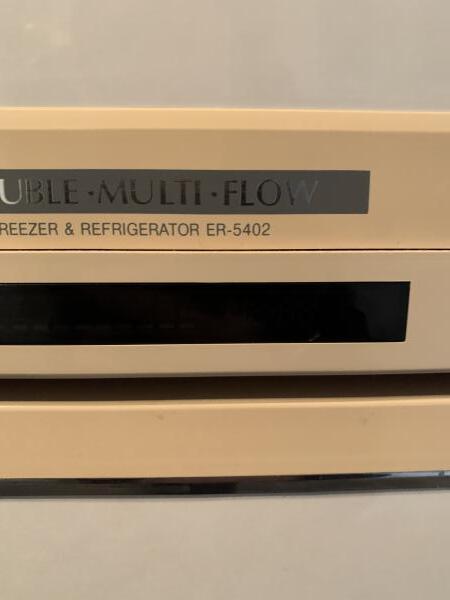 UBLE·MULTI·FLOW
REEZER & REFRIGERATOR ER-5402